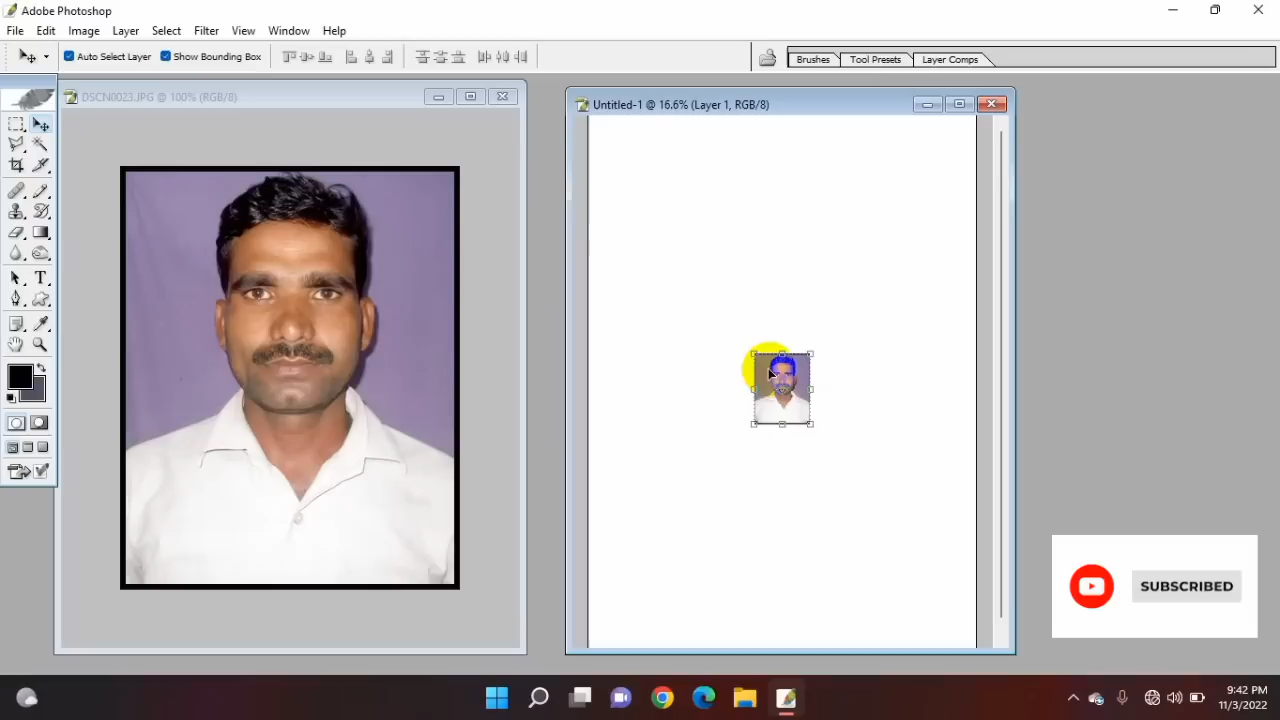 Adobe Photoshop
File Edit Image Layer Select Filter View Window Help
Auto Select Layer Show Bounding Box Brushes Tool Presets Layer Comps
DSCN0023.JPG @ 100% (RGB/8)
Untitled-1 @ 16.6% (Layer 1, RGB/8)
T
SUBSCRIBED
9:42 PM
11/3/2022